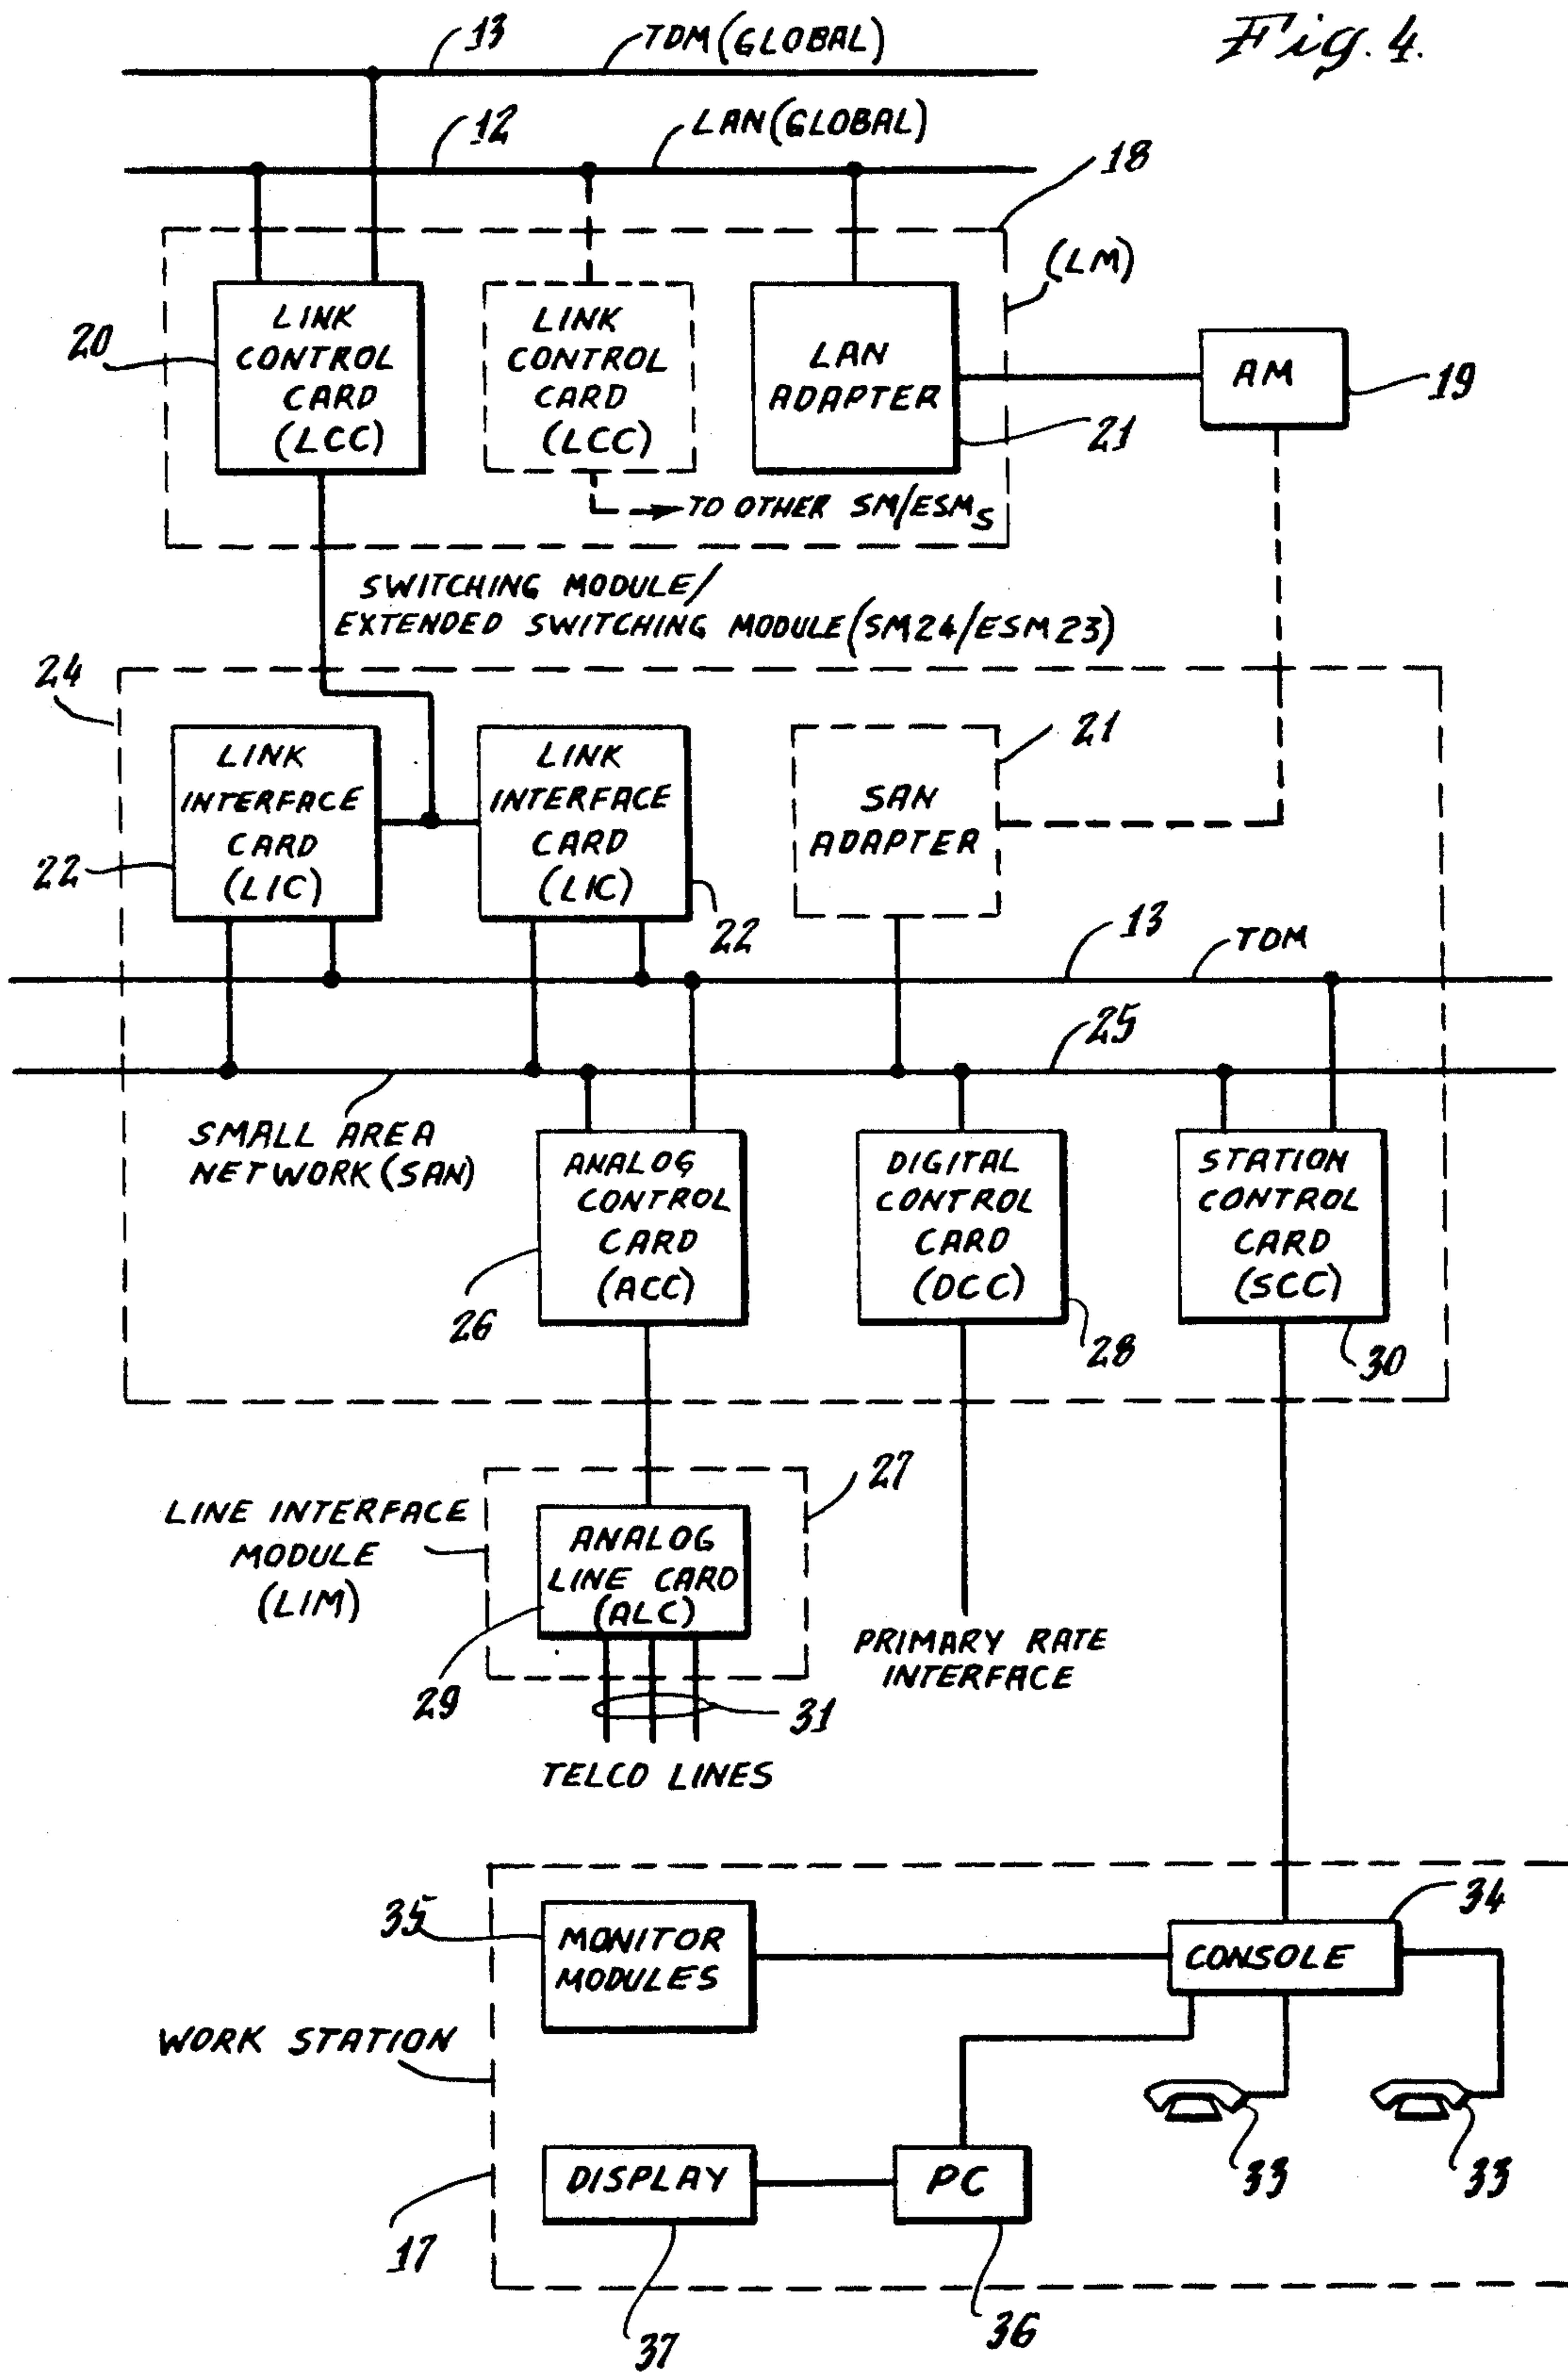 Fig. 4.
13
TDM (GLOBAL)
12
LAN (GLOBAL)
18
(LM)
20
LINK
CONTROL
CARD
(LCC)
LINK
CONTROL
CARD
(LCC)
LAN
ADAPTER
21
AM
19
TO OTHER SM/ESMS
SWITCHING MODULE/
EXTENDED SWITCHING MODULE (SM24/ESM23)
24
LINK
INTERFACE
CARD
(LIC)
22
LINK
INTERFACE
CARD
(LIC)
22
SAN
ADAPTER
21
13
TDM
25
SMALL AREA
NETWORK (SAN)
ANALOG
CONTROL
CARD
(ACC)
26
DIGITAL
CONTROL
CARD
(DCC)
28
STATION
CONTROL
CARD
(SCC)
30
LINE INTERFACE
MODULE
(LIM)
27
ANALOG
LINE CARD
(ALC)
29
31
TELCO LINES
PRIMARY RATE
INTERFACE
35
MONITOR
MODULES
34
CONSOLE
WORK STATION
33
33
DISPLAY
PC
17
37
36